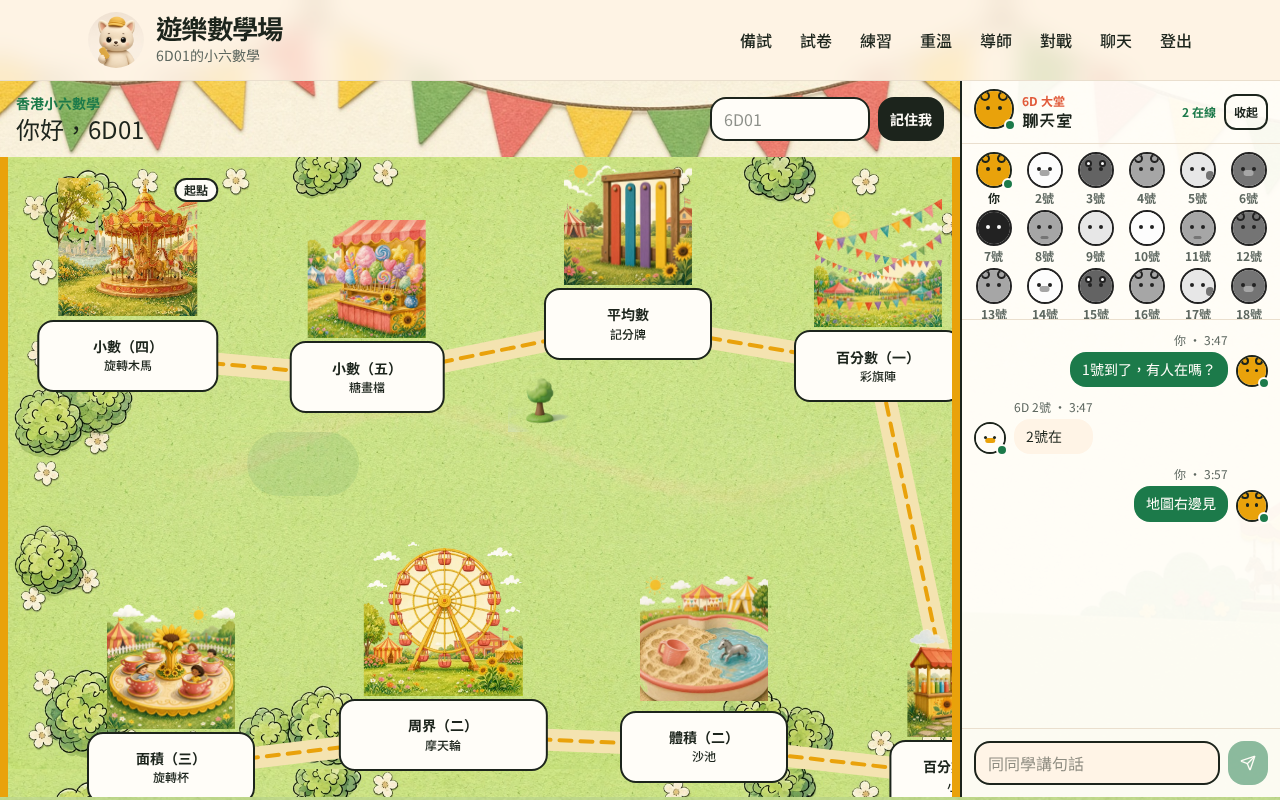 遊樂數學場
6D01的小六數學
備試
試卷
練習
重溫
導師
對戰
聊天
登出
香港小六數學
你好，6D01
6D01
記住我
起點
小數（四）
旋轉木馬
小數（五）
糖畫檔
平均數
記分牌
百分數（一）
彩旗陣
面積（三）
旋轉杯
周界（二）
摩天輪
體積（二）
沙池
百分
6D 大堂
聊天室
2 在線
收起
你
2號
3號
4號
5號
6號
7號
8號
9號
10號
11號
12號
13號
14號
15號
16號
17號
18號
你 · 3:47
1號到了，有人在嗎？
6D 2號 · 3:47
2號在
你 · 3:57
地圖右邊見
同同學講句話